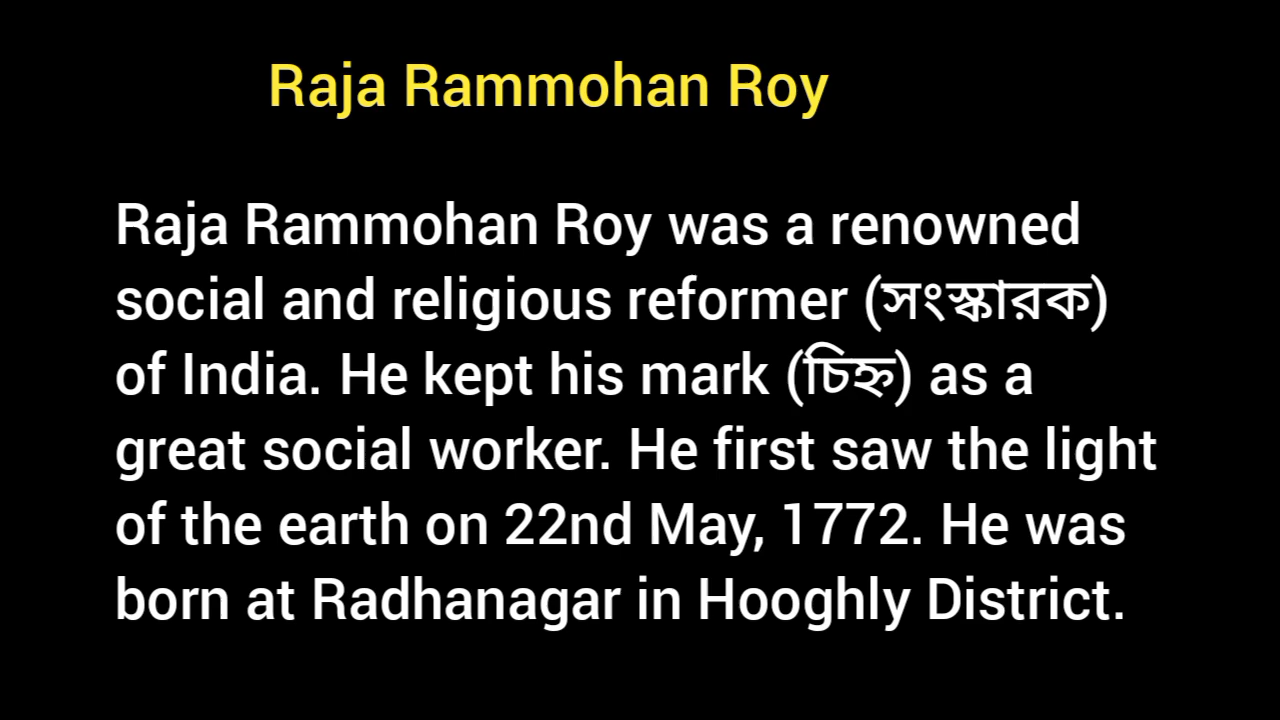 Raja Rammohan Roy
Raja Rammohan Roy was a renowned
social and religious reformer (সংস্কারক)
of India. He kept his mark (চিহ্ন) as a
great social worker. He first saw the light
of the earth on 22nd May, 1772. He was
born at Radhanagar in Hooghly District.